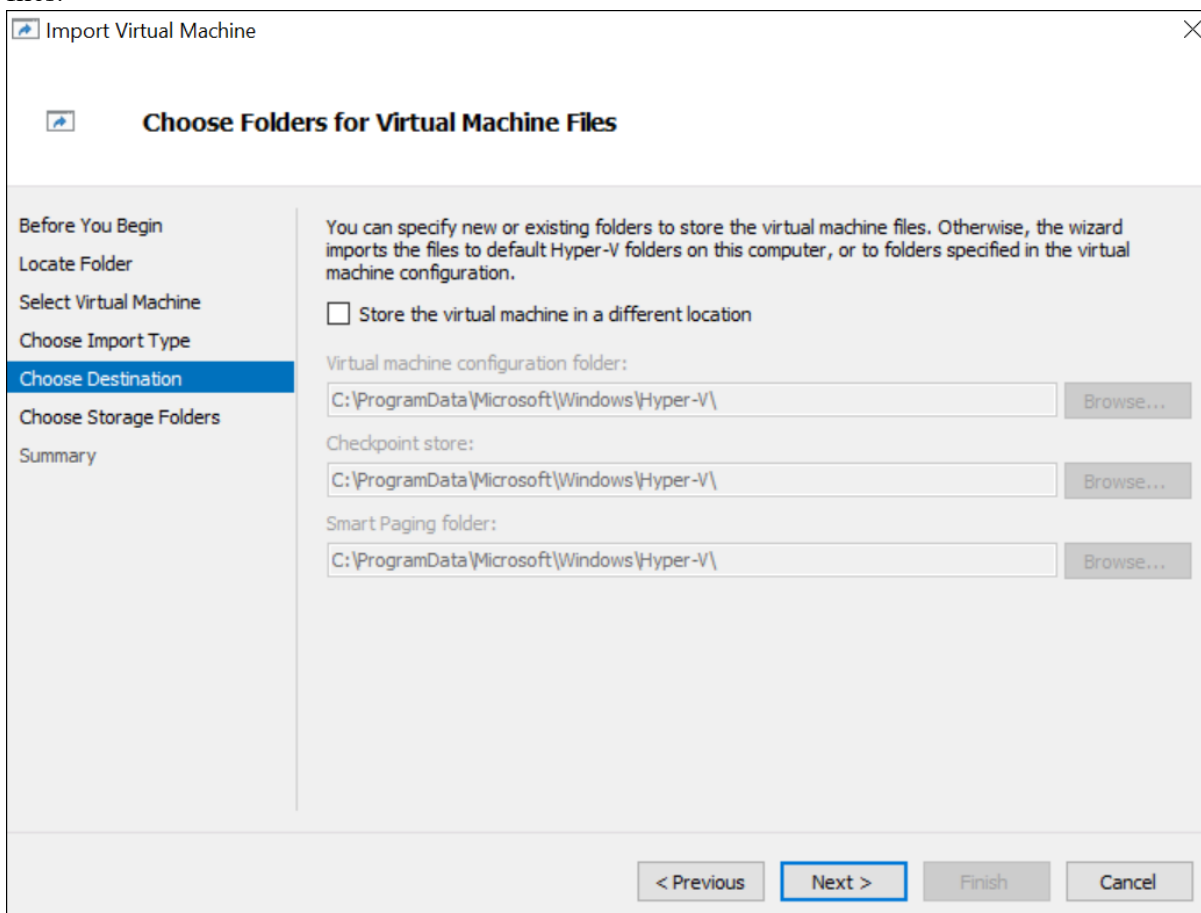 Import Virtual Machine
Choose Folders for Virtual Machine Files
Before You Begin
Locate Folder
Select Virtual Machine
Choose Import Type
Choose Destination
Choose Storage Folders
Summary
You can specify new or existing folders to store the virtual machine files. Otherwise, the wizard
imports the files to default Hyper-V folders on this computer, or to folders specified in the virtual
machine configuration.
Store the virtual machine in a different location
Virtual machine configuration folder:
C:\ProgramData\Microsoft\Windows\Hyper-V\
Browse...
Checkpoint store:
C:\ProgramData\Microsoft\Windows\Hyper-V\
Browse...
Smart Paging folder:
C:\ProgramData\Microsoft\Windows\Hyper-V\
Browse...
< Previous
Next >
Finish
Cancel